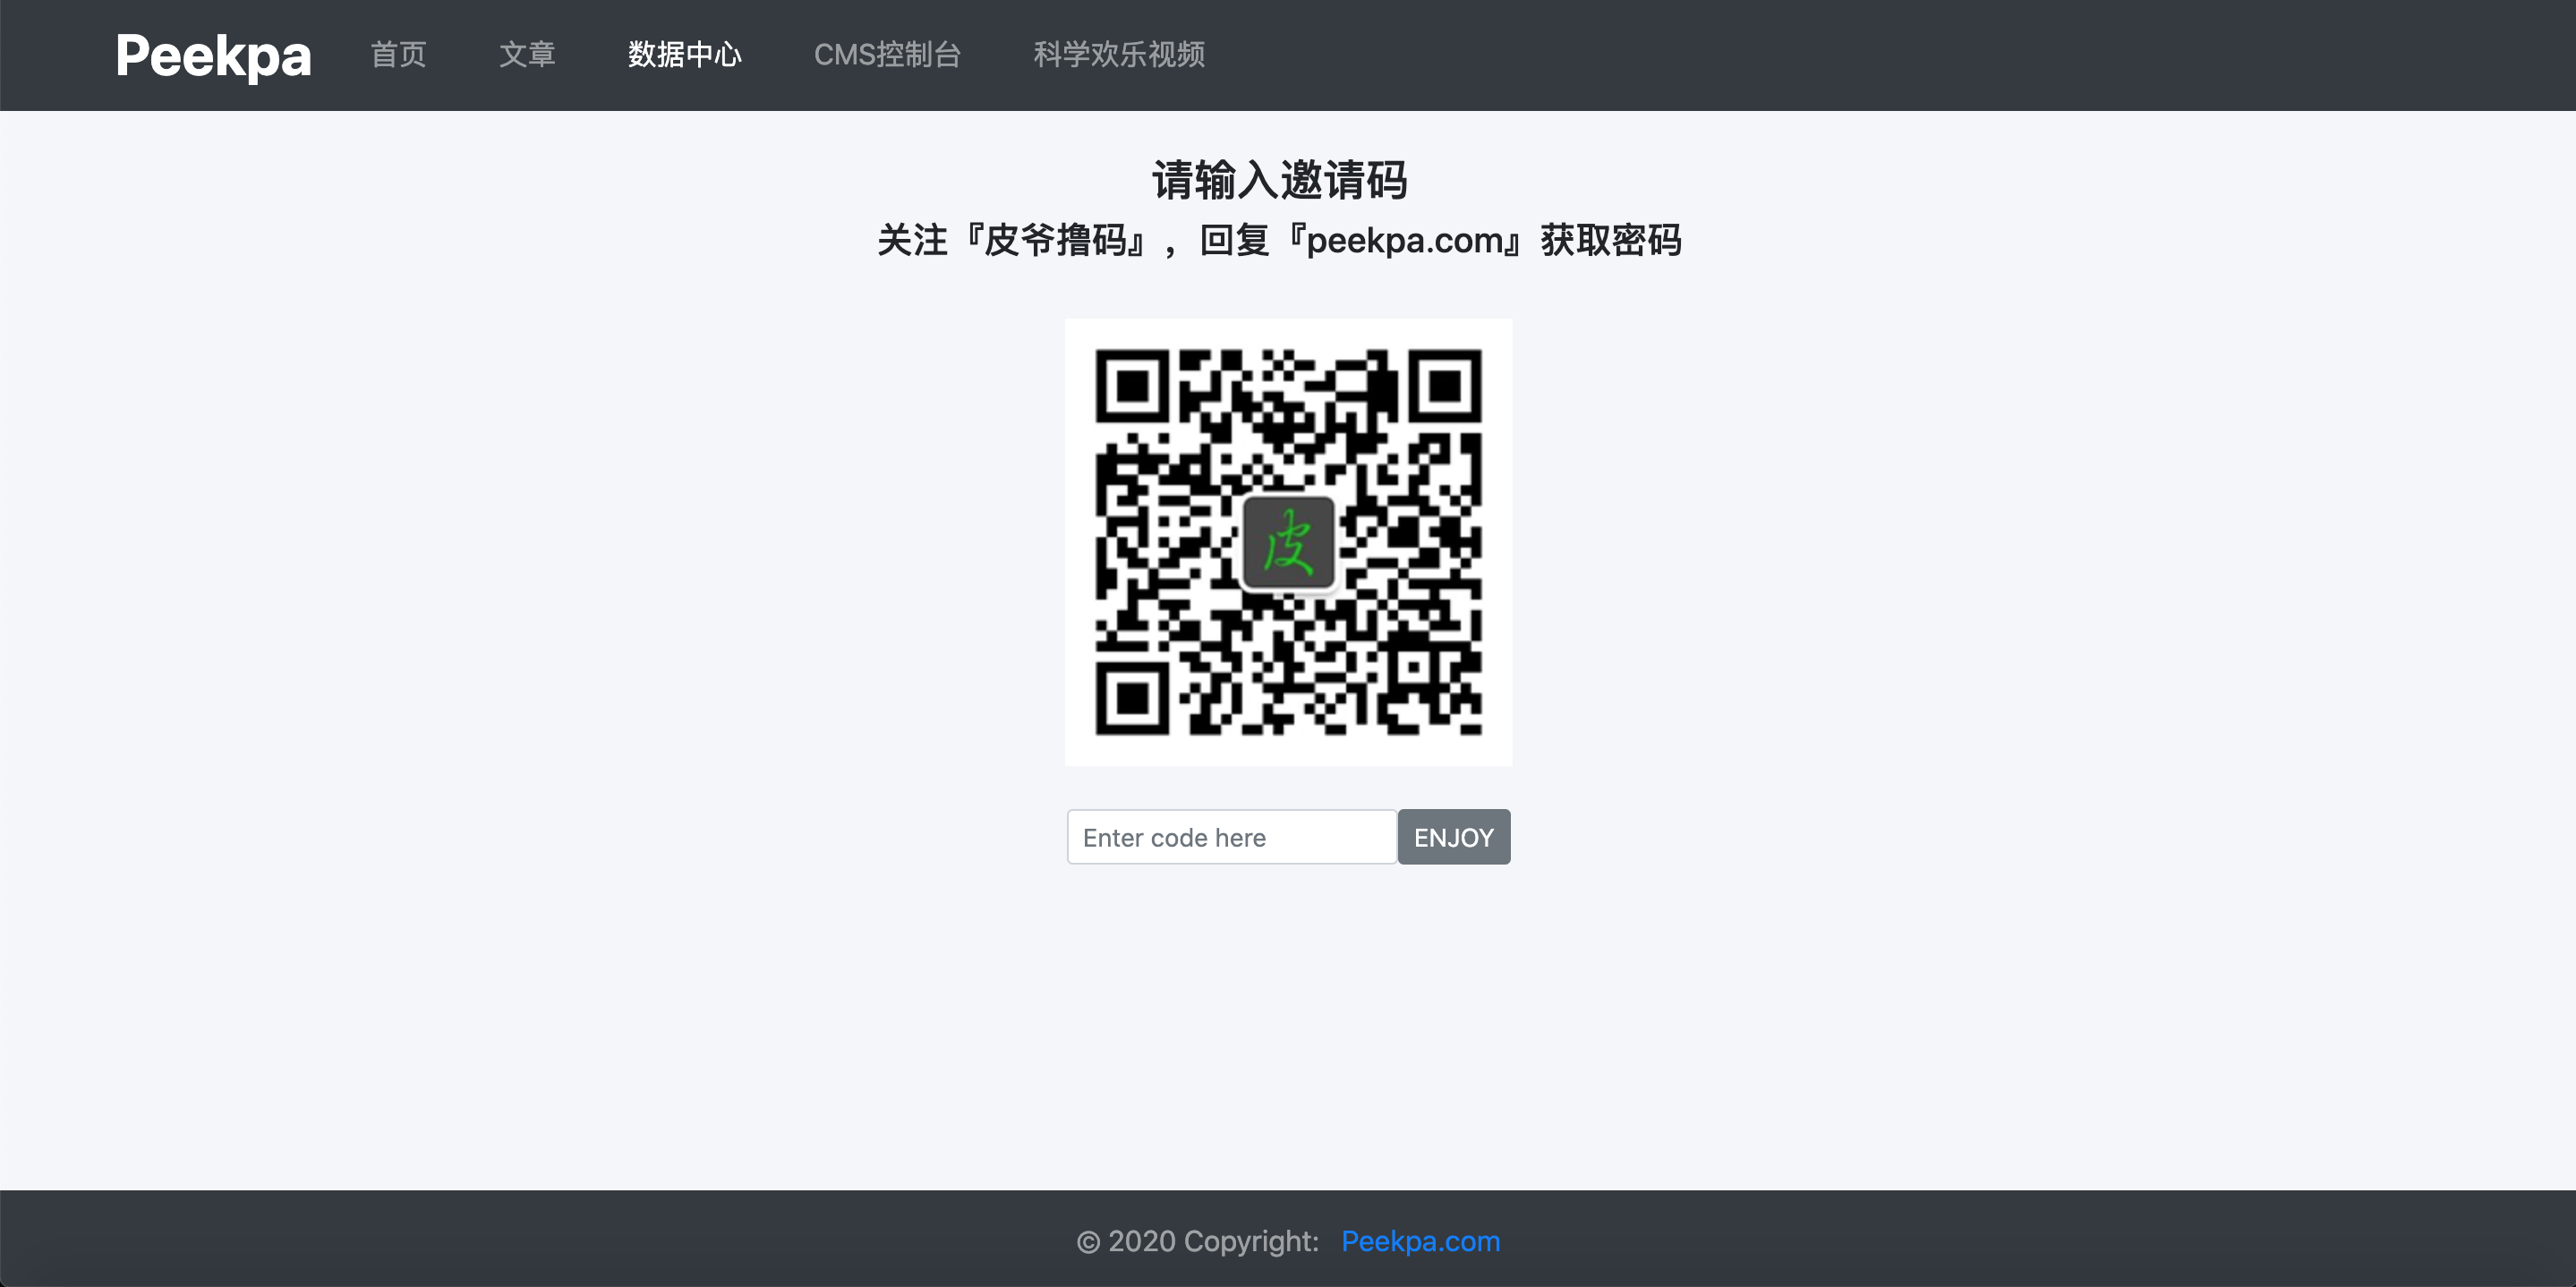 Peekpa 首页 文章 数据中心 CMS控制台 科学欢乐视频
请输入邀请码
关注『皮爷撸码』，回复『peekpa.com』获取密码
皮
Enter code here ENJOY
© 2020 Copyright: Peekpa.com